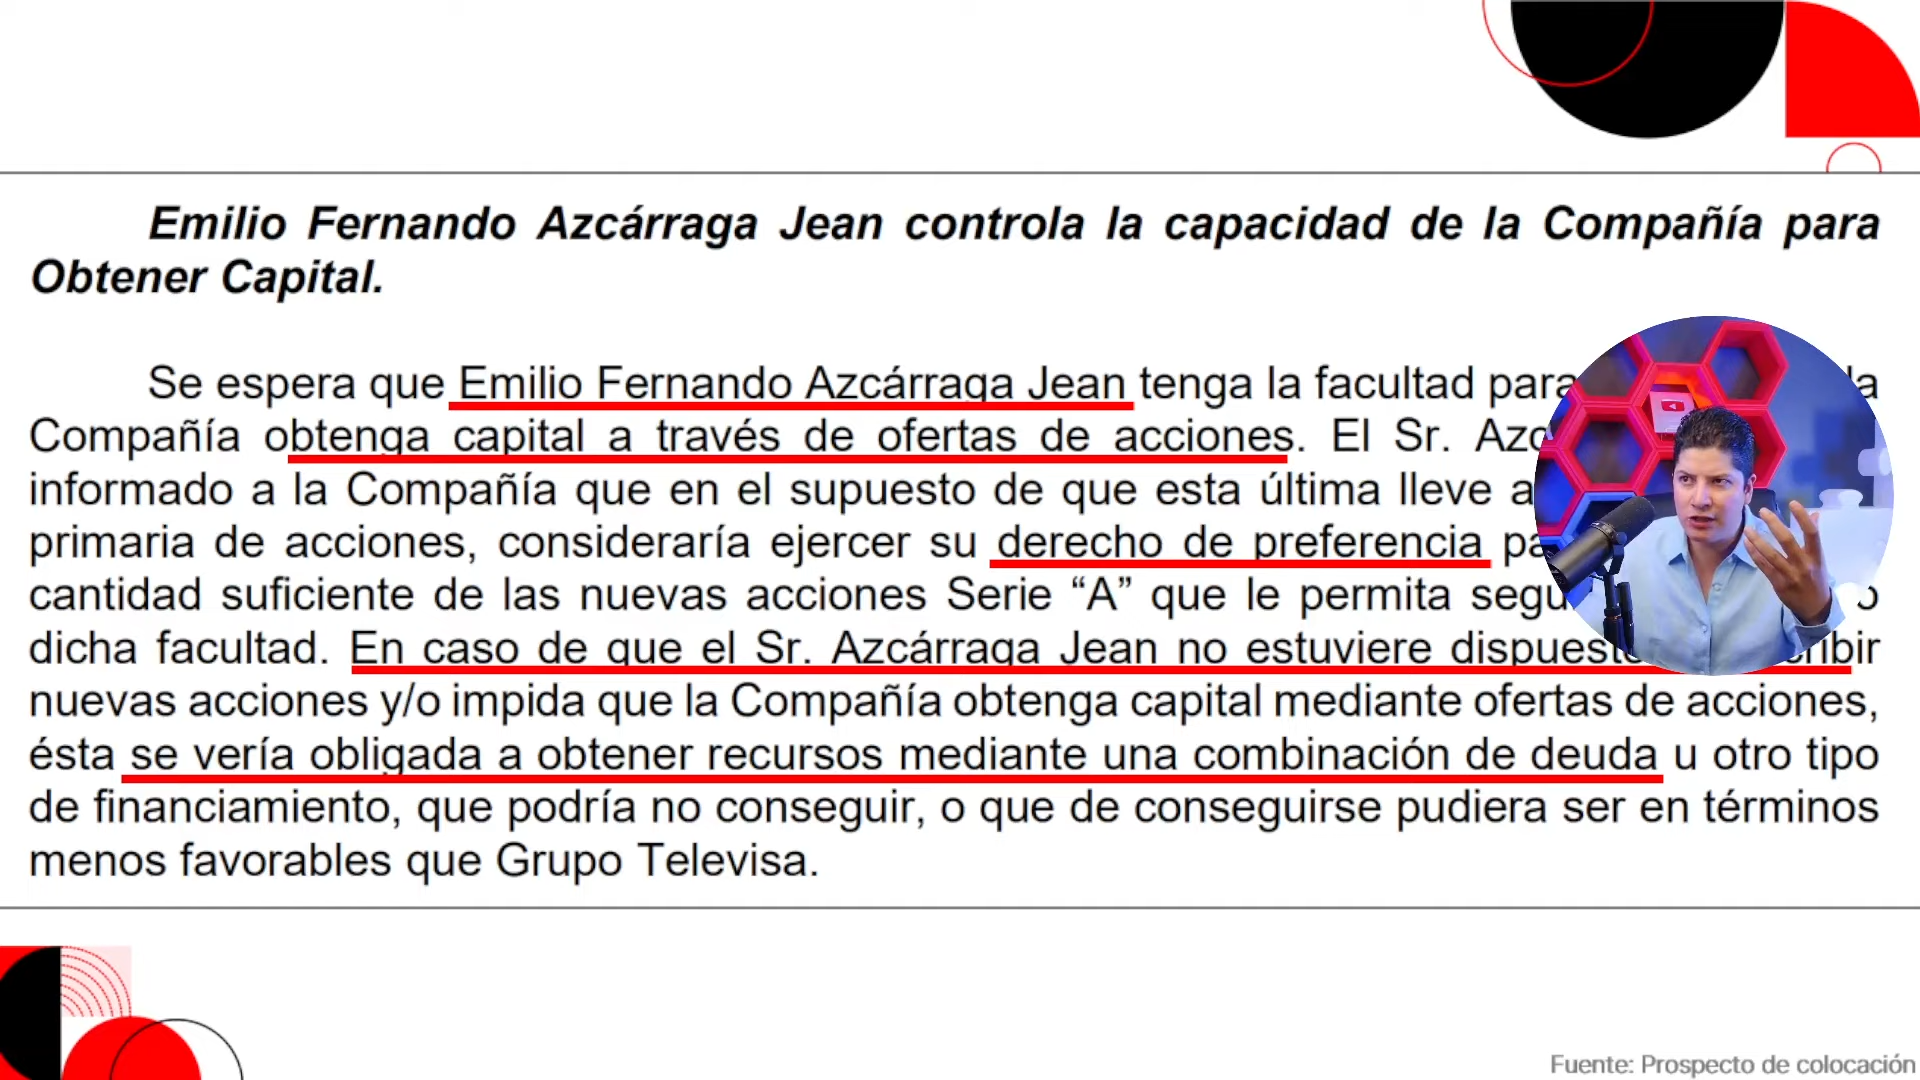 Emilio Fernando Azcárraga Jean controla la capacidad de la Compañía para
Obtener Capital.
Se espera que Emilio Fernando Azcárraga Jean tenga la facultad para la
Compañía obtenga capital a través de ofertas de acciones. El Sr.
informado a la Compañía que en el supuesto de que esta última lleve a
primaria de acciones, consideraría ejercer su derecho de preferencia
cantidad suficiente de las nuevas acciones Serie “A” que le permita
dicha facultad. En caso de que el Sr. Azcárraga Jean no estuviere
nuevas acciones y/o impida que la Compañía obtenga capital mediante ofertas de acciones,
ésta se vería obligada a obtener recursos mediante una combinación de deuda u otro tipo
de financiamiento, que podría no conseguir, o que de conseguirse pudiera ser en términos
menos favorables que Grupo Televisa.
Fuente: Prospecto de colocación